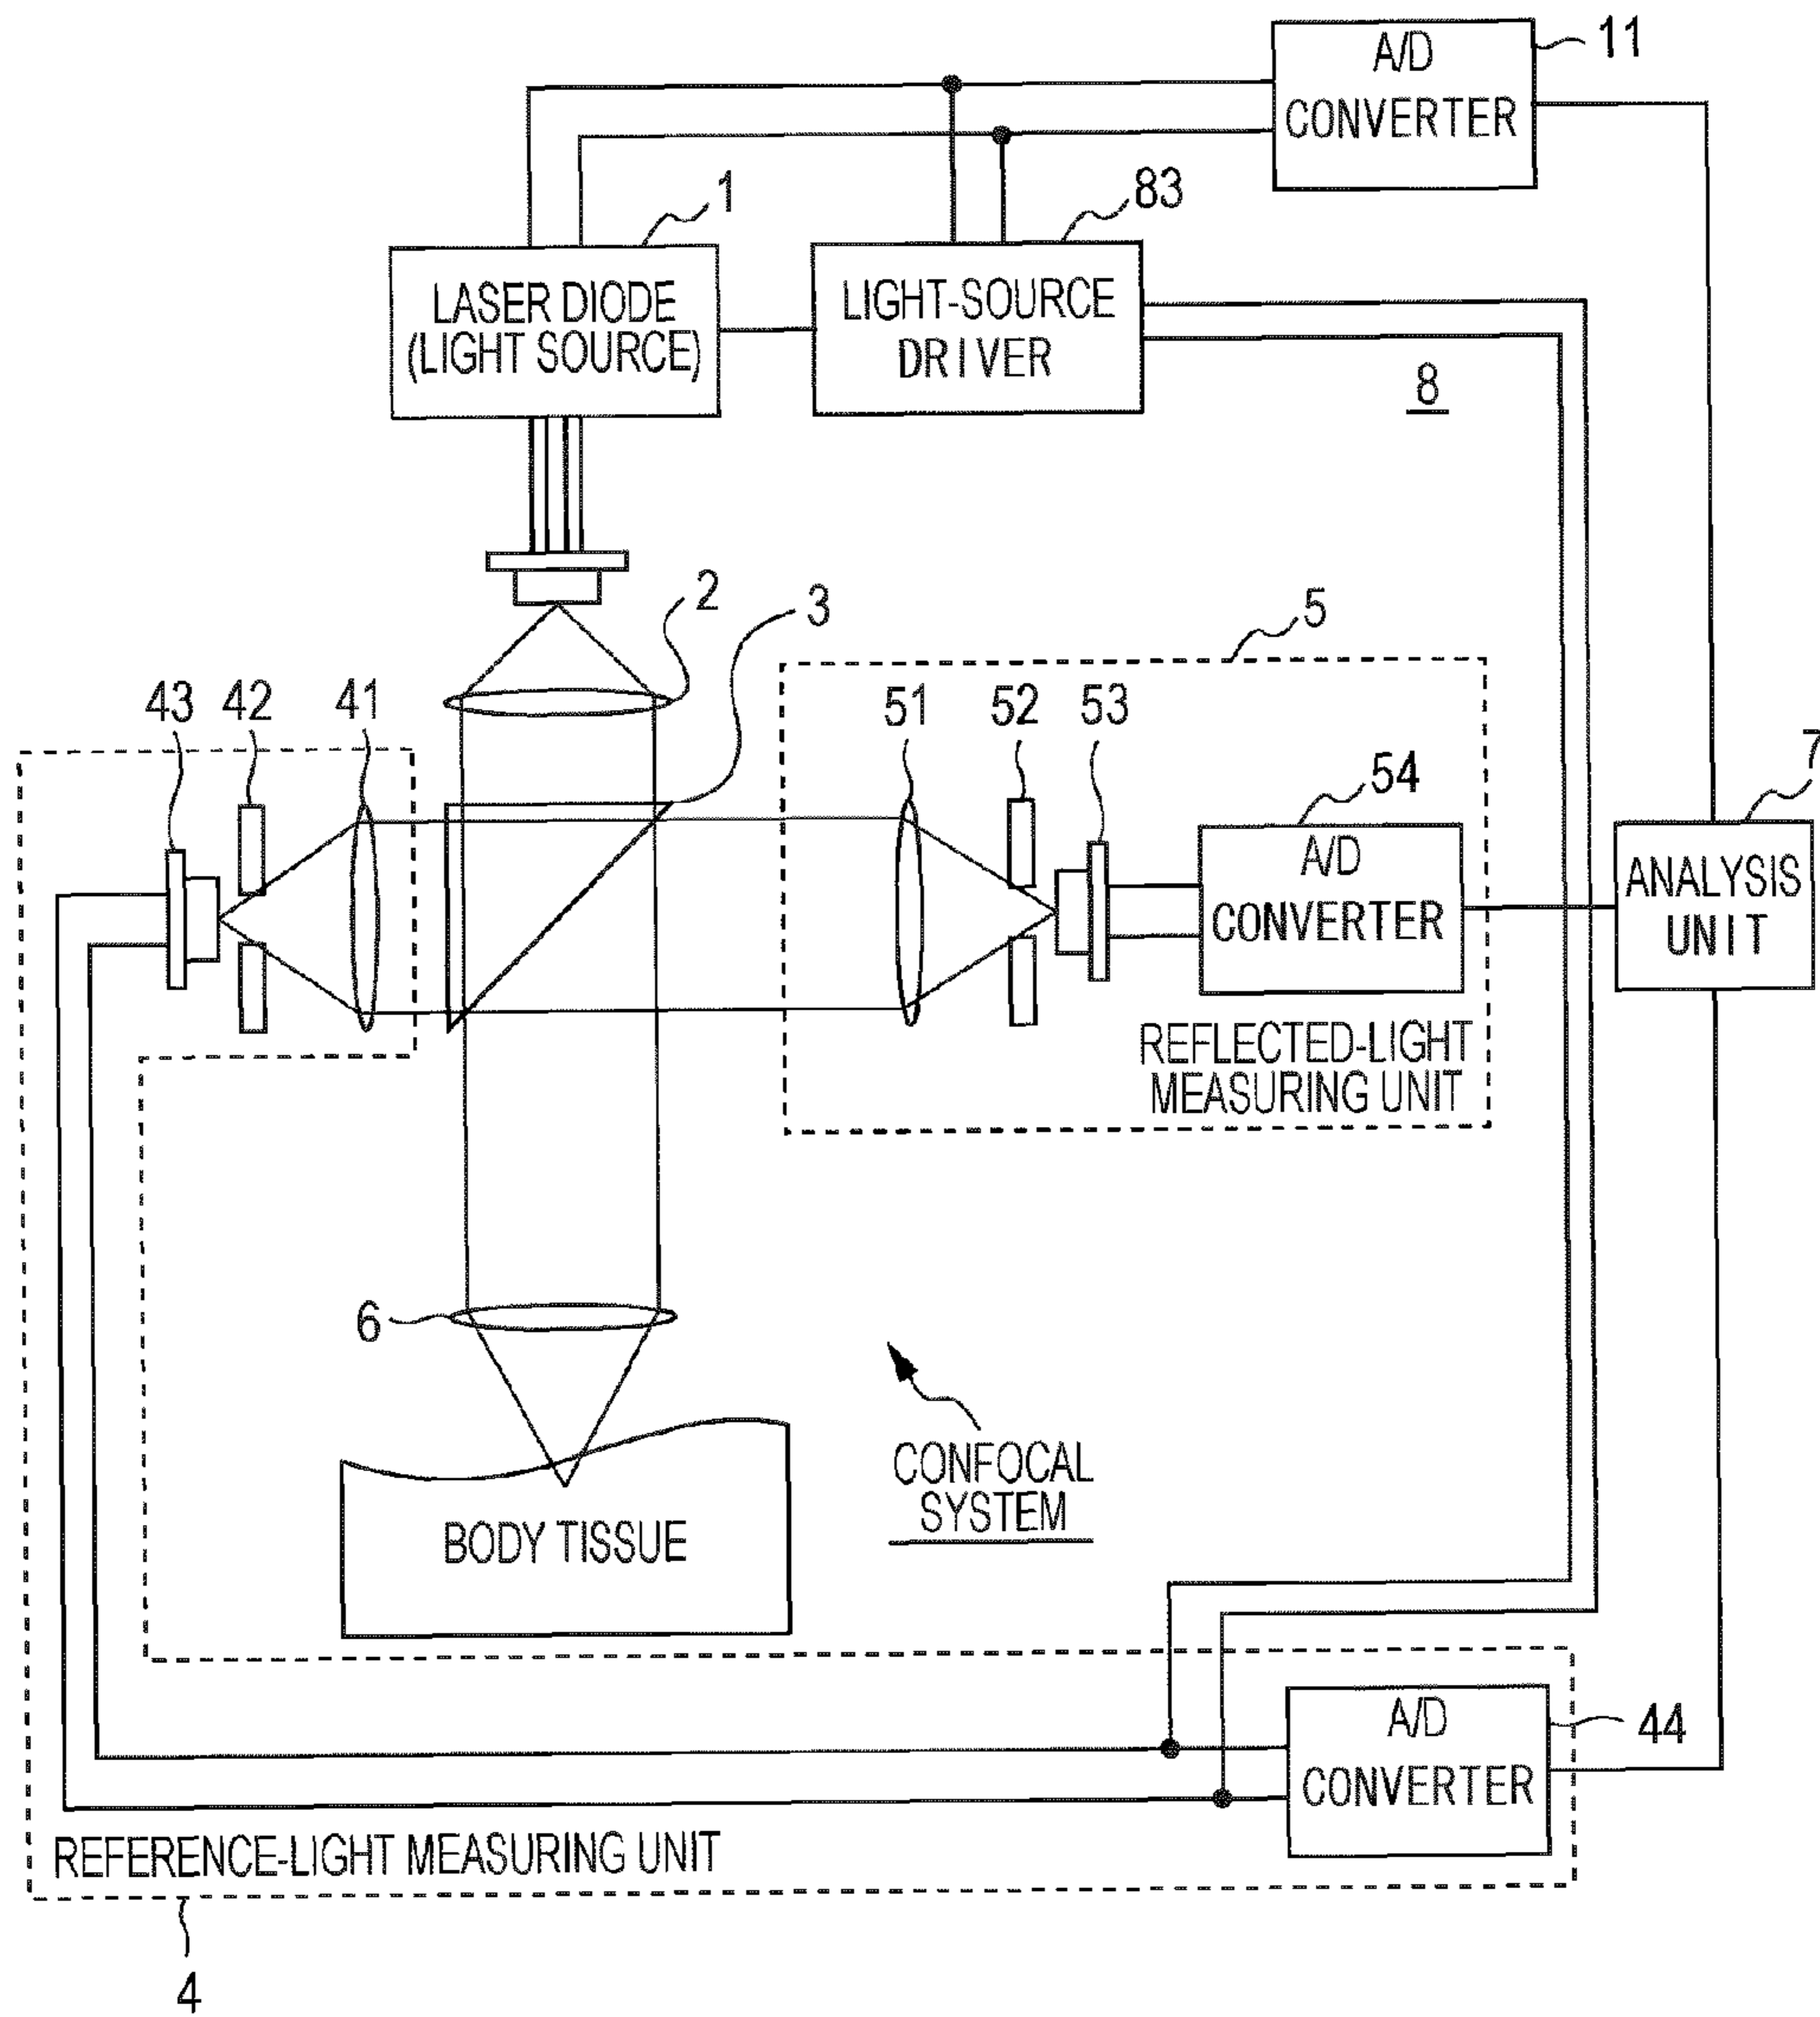 A/D
CONVERTER
11
1
83
LASER DIODE
(LIGHT SOURCE)
LIGHT-SOURCE
DRIVER
8
2
3
5
43
42
41
51
52
53
54
7
A/D
CONVERTER
ANALYSIS
UNIT
REFLECTED-LIGHT
MEASURING UNIT
6
CONFOCAL
SYSTEM
BODY TISSUE
A/D
CONVERTER
44
REFERENCE-LIGHT MEASURING UNIT
4